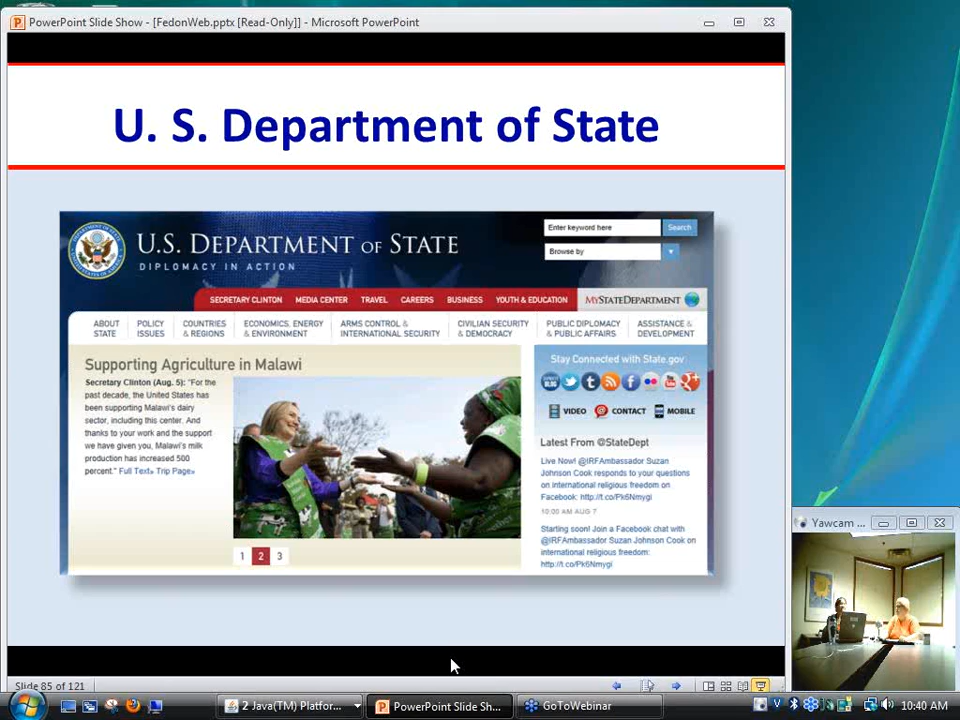 PowerPoint Slide Show - [FedonWeb.pptx [Read-Only]] - Microsoft PowerPoint
U. S. Department of State
U.S. DEPARTMENT OF STATE
DIPLOMACY IN ACTION
Enter keyword here
Search
Browse by
SECRETARY CLINTON MEDIA CENTER TRAVEL CAREERS BUSINESS YOUTH & EDUCATION MYSTATEDEPARTMENT
ABOUT STATE
POLICY ISSUES
COUNTRIES & REGIONS
ECONOMICS, ENERGY & ENVIRONMENT
ARMS CONTROL & INTERNATIONAL SECURITY
CIVILIAN SECURITY & DEMOCRACY
PUBLIC DIPLOMACY & PUBLIC AFFAIRS
ASSISTANCE & DEVELOPMENT
Supporting Agriculture in Malawi
Secretary Clinton (Aug. 5): "For the
past decade, the United States has
been supporting Malawi's dairy
sector, including this center. And
thanks to your work and the support
we have given you, Malawi's milk
production has increased 500
percent." Full Text» Trip Page»
1 2 3
Stay Connected with State.gov
VIDEO CONTACT MOBILE
Latest From @StateDept
Live Now! @IRFAmbassador Suzan
Johnson Cook responds to your questions
on international religious freedom on
Facebook: http://t.co/Pk6Nmygi
10:00 AM AUG 7
Starting soon! Join a Facebook chat with
@IRFAmbassador Suzan Johnson Cook on
international religious freedom:
http://t.co/Pk6Nmygi
Yawcam ...
Slide 85 of 121
2 Java(TM) Platfor...
PowerPoint Slide Sh...
GoToWebinar
10:40 AM